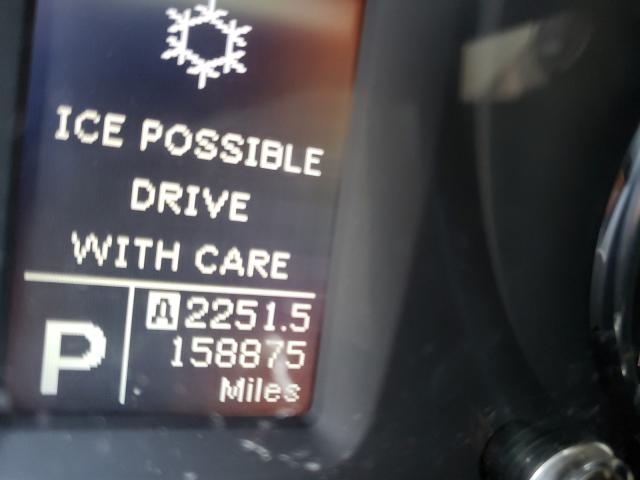 ICE POSSIBLE
DRIVE
WITH CARE
P
A 2251.5
158875
Miles